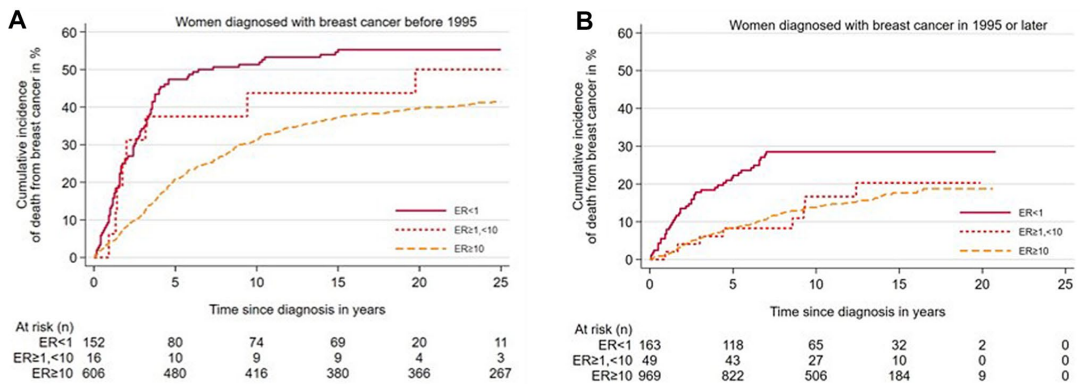 A
Women diagnosed with breast cancer before 1995
Cumulative incidence
of death from breast cancer in %
60
50
40
30
20
10
0
ER<1
ER≥1,<10
ER≥10
0 5 10 15 20 25
Time since diagnosis in years
At risk (n)
ER<1 152 80 74 69 20 11
ER≥1,<10 16 10 9 9 4 3
ER≥10 606 480 416 380 366 267
B
Women diagnosed with breast cancer in 1995 or later
Cumulative incidence
of death from breast cancer in %
60
50
40
30
20
10
0
ER<1
ER≥1,<10
ER≥10
0 5 10 15 20 25
Time since diagnosis in years
At risk (n)
ER<1 163 118 65 32 2 0
ER≥1,<10 49 43 27 10 0 0
ER≥10 969 822 506 184 9 0